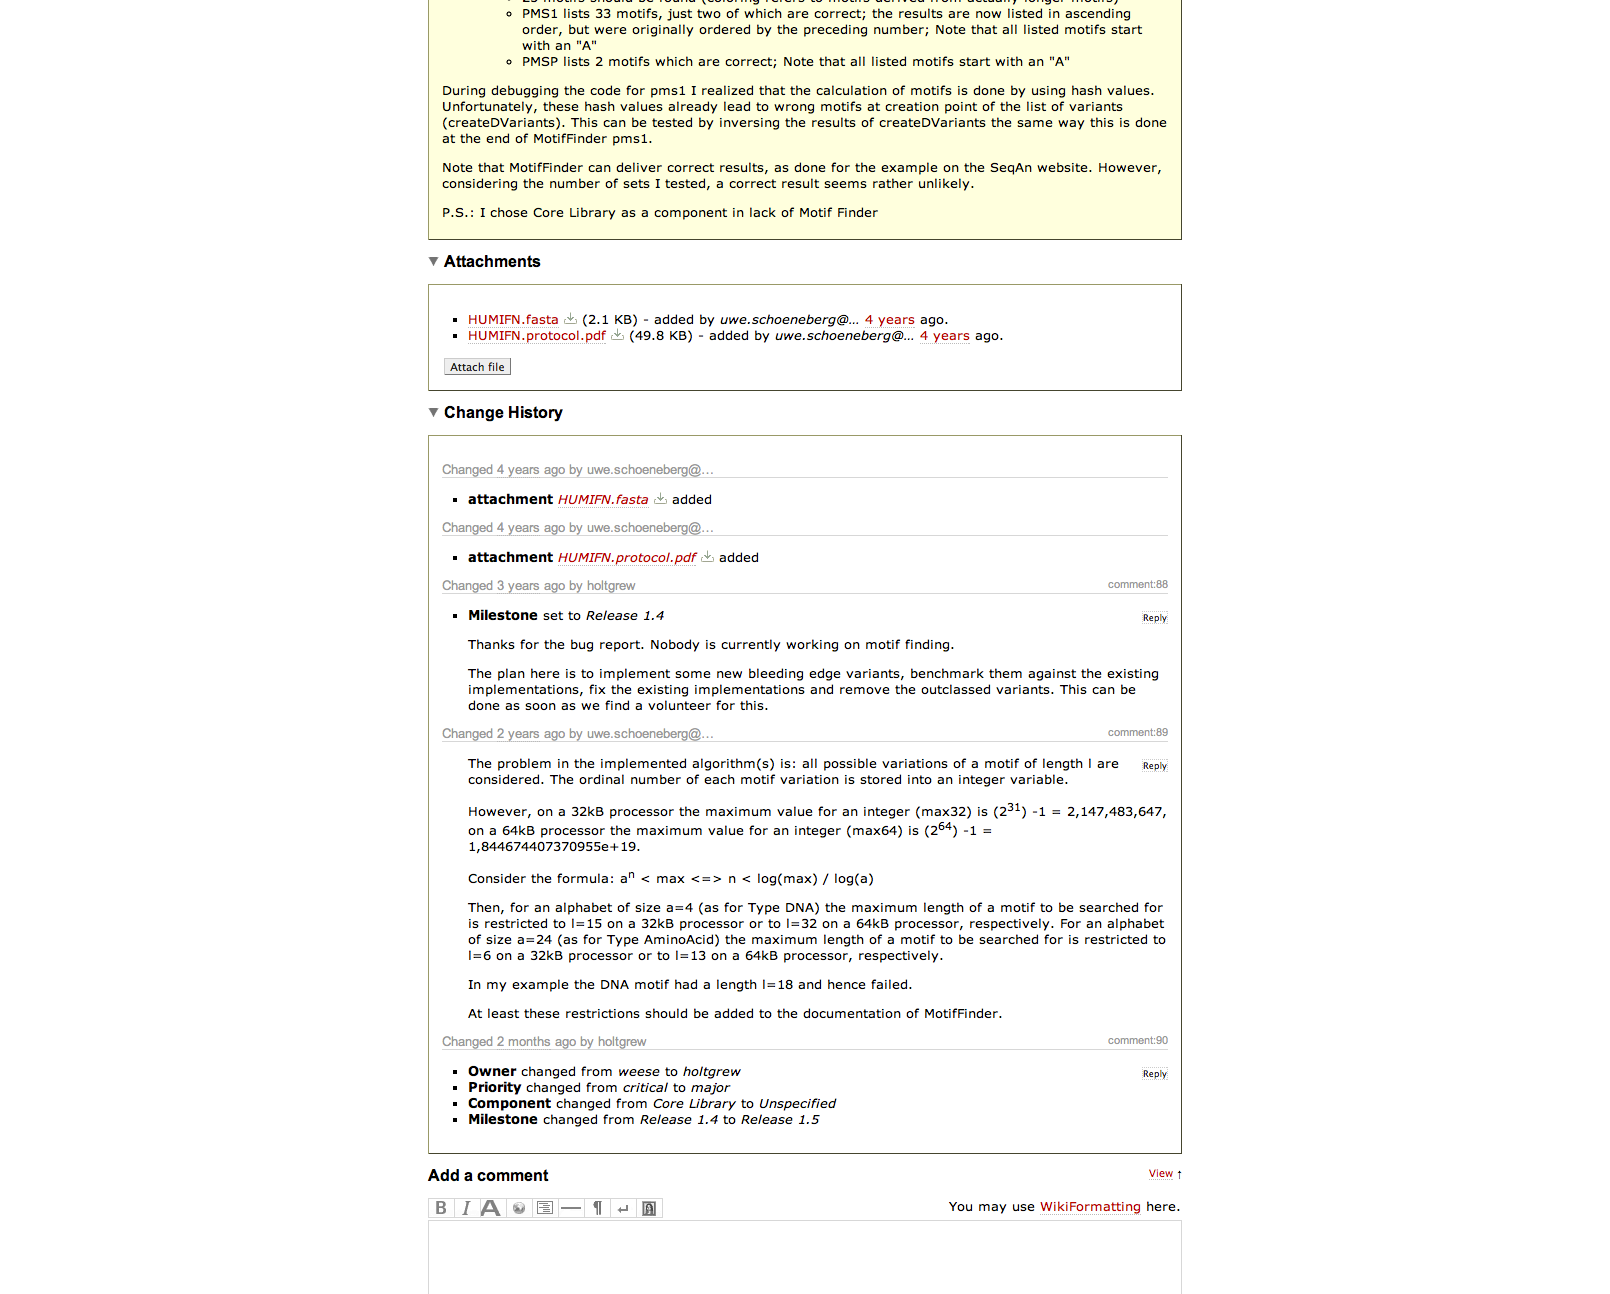 PMS1 lists 33 motifs, just two of which are correct; the results are now listed in ascending
order, but were originally ordered by the preceding number; Note that all listed motifs start
with an "A"
PMSP lists 2 motifs which are correct; Note that all listed motifs start with an "A"
During debugging the code for pms1 I realized that the calculation of motifs is done by using hash values.
Unfortunately, these hash values already lead to wrong motifs at creation point of the list of variants
(createDVariants). This can be tested by inversing the results of createDVariants the same way this is done
at the end of MotifFinder pms1.
Note that MotifFinder can deliver correct results, as done for the example on the SeqAn website. However,
considering the number of sets I tested, a correct result seems rather unlikely.
P.S.: I chose Core Library as a component in lack of Motif Finder
Attachments
HUMIFN.fasta (2.1 KB) - added by uwe.schoeneberg@... 4 years ago.
HUMIFN.protocol.pdf (49.8 KB) - added by uwe.schoeneberg@... 4 years ago.
Attach file
Change History
Changed 4 years ago by uwe.schoeneberg@...
attachment HUMIFN.fasta added
Changed 4 years ago by uwe.schoeneberg@...
attachment HUMIFN.protocol.pdf added
Changed 3 years ago by holtgrew comment:88
Milestone set to Release 1.4 Reply
Thanks for the bug report. Nobody is currently working on motif finding.
The plan here is to implement some new bleeding edge variants, benchmark them against the existing
implementations, fix the existing implementations and remove the outclassed variants. This can be
done as soon as we find a volunteer for this.
Changed 2 years ago by uwe.schoeneberg@... comment:89
The problem in the implemented algorithm(s) is: all possible variations of a motif of length l are Reply
considered. The ordinal number of each motif variation is stored into an integer variable.
However, on a 32kB processor the maximum value for an integer (max32) is (2^31) -1 = 2,147,483,647,
on a 64kB processor the maximum value for an integer (max64) is (2^64) -1 =
1,844674407370955e+19.
Consider the formula: a^n < max <=> n < log(max) / log(a)
Then, for an alphabet of size a=4 (as for Type DNA) the maximum length of a motif to be searched for
is restricted to l=15 on a 32kB processor or to l=32 on a 64kB processor, respectively. For an alphabet
of size a=24 (as for Type AminoAcid) the maximum length of a motif to be searched for is restricted to
l=6 on a 32kB processor or to l=13 on a 64kB processor, respectively.
In my example the DNA motif had a length l=18 and hence failed.
At least these restrictions should be added to the documentation of MotifFinder.
Changed 2 months ago by holtgrew comment:90
Owner changed from weese to holtgrew Reply
Priority changed from critical to major
Component changed from Core Library to Unspecified
Milestone changed from Release 1.4 to Release 1.5
Add a comment View ↑
B I A ¶ ↵ You may use WikiFormatting here.